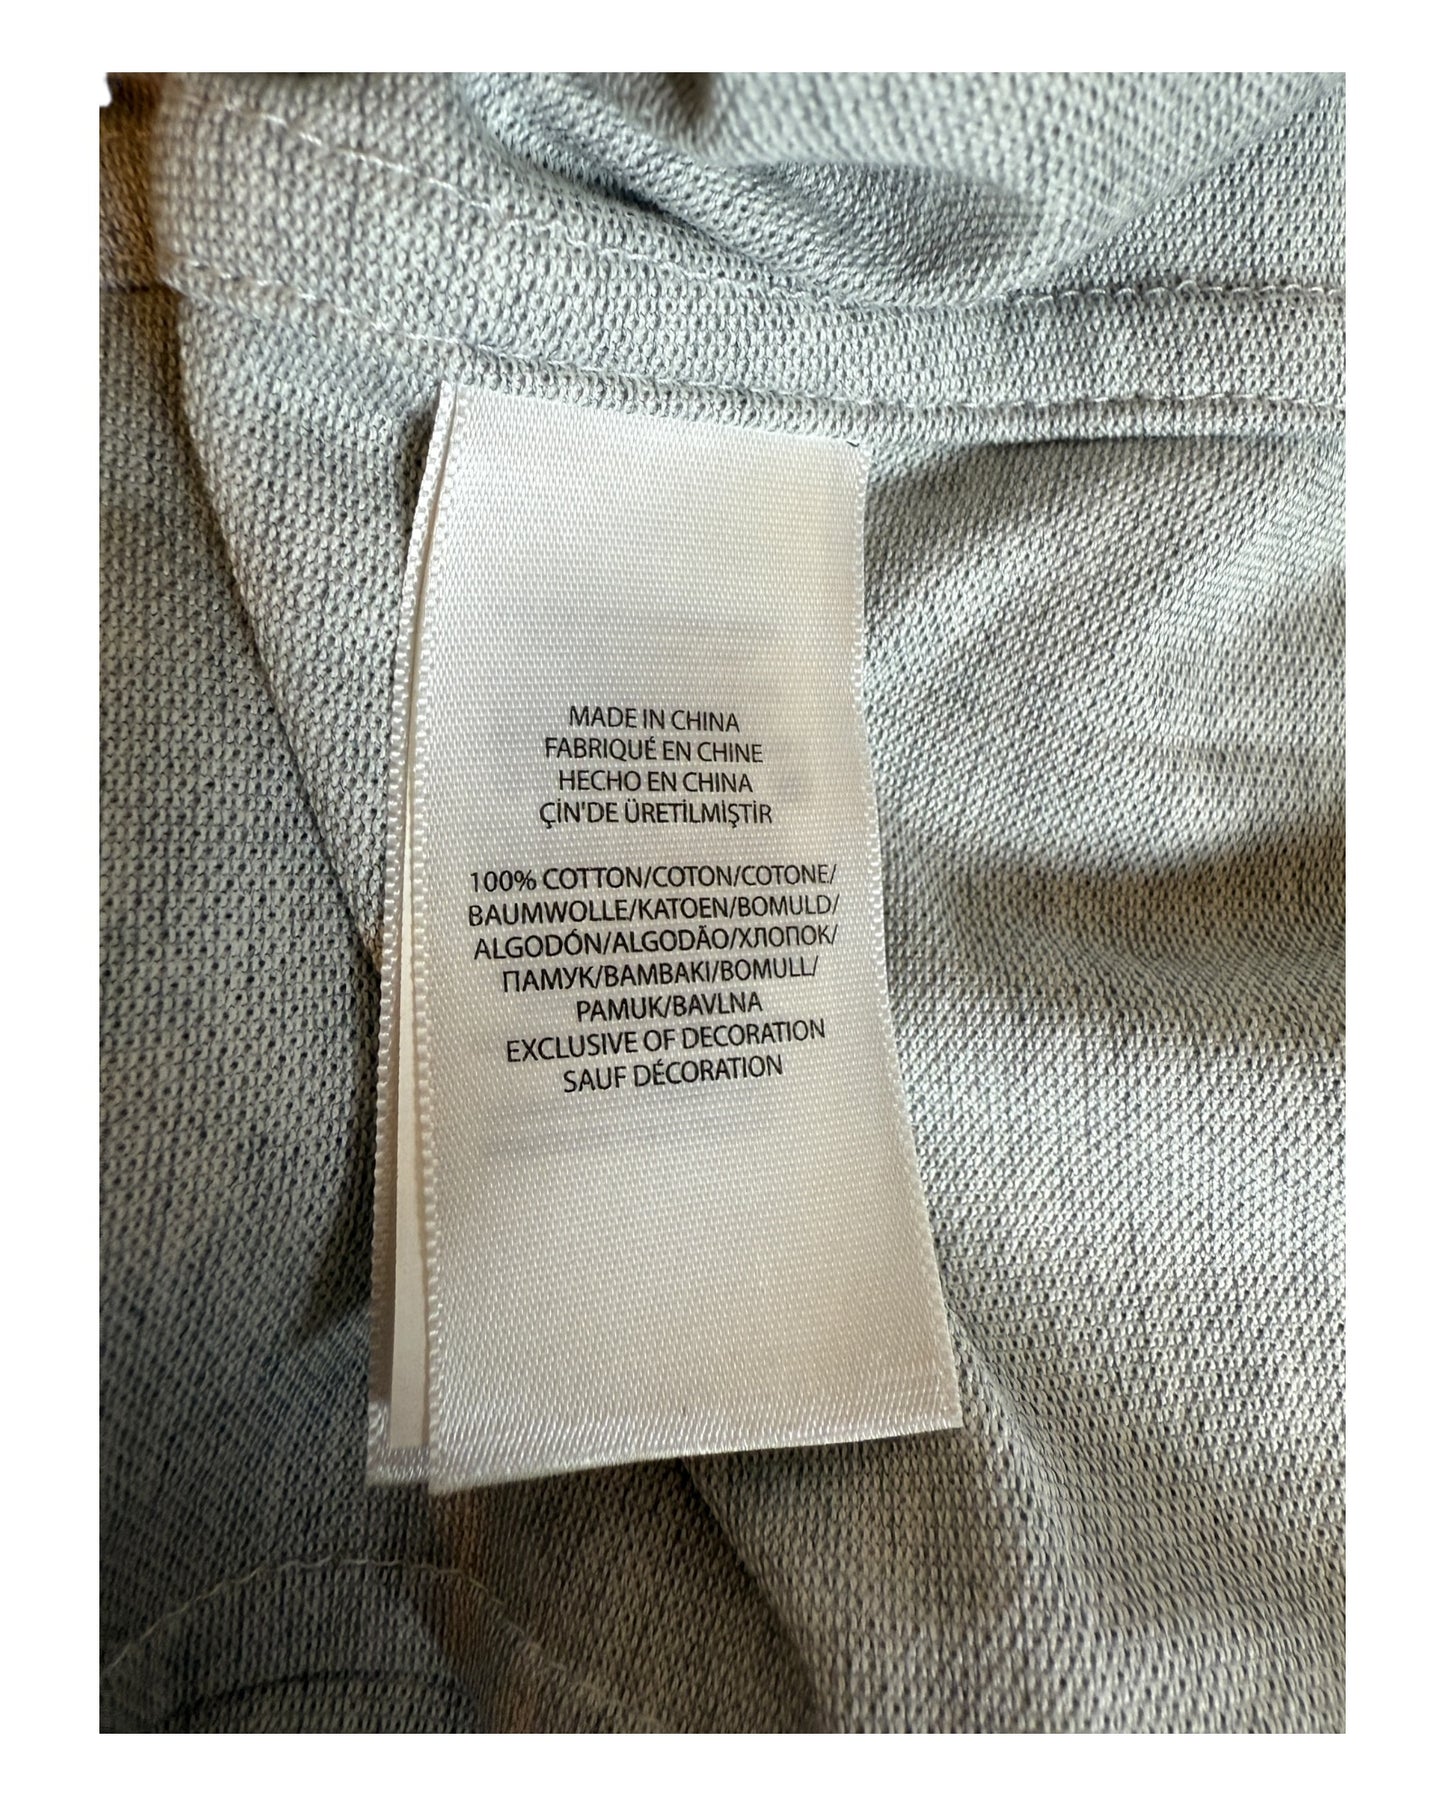 MADE IN CHINA
FABRIQUÉ EN CHINE
HECHO EN CHINA
ÇİN'DE ÜRETİLMİŞTİR
100% COTTON/COTON/COTONE/
BAUMWOLLE/KATOEN/BOMULD/
ALGODÓN/ALGODÃO/ХЛОПОК/
ПАМУК/BAMBAKI/BOMULL/
PAMUK/BAVLNA
EXCLUSIVE OF DECORATION
SAUF DÉCORATION